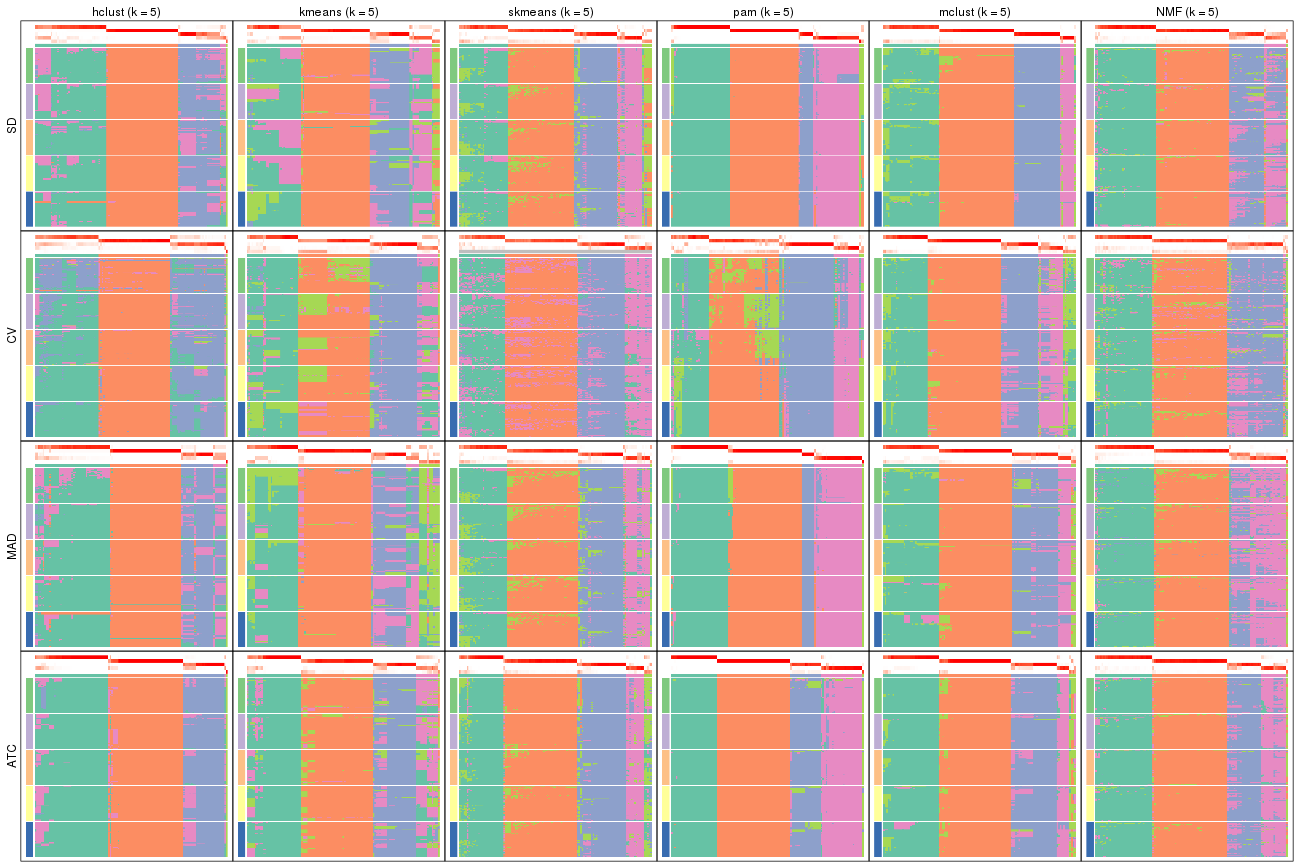 hclust (k = 5)
kmeans (k = 5)
skmeans (k = 5)
pam (k = 5)
mclust (k = 5)
NMF (k = 5)
SD
CV
MAD
ATC